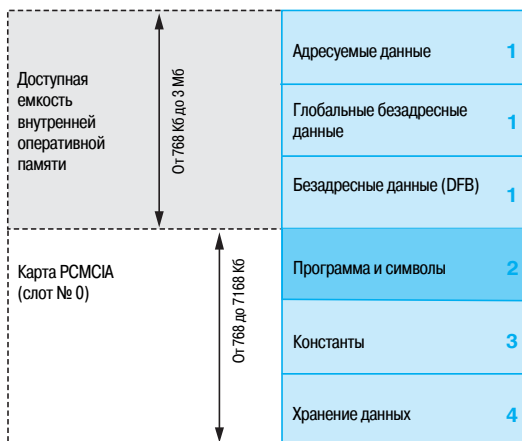 Доступная
емкость
внутренней
оперативной
памяти
От 768 Кб до 3 Мб
Адресуемые данные 1
Глобальные безадресные
данные 1
Безадресные данные (DFB) 1
Карта PCMCIA
(слот № 0)
От 768 до 7168 Кб
Программа и символы 2
Константы 3
Хранение данных 4